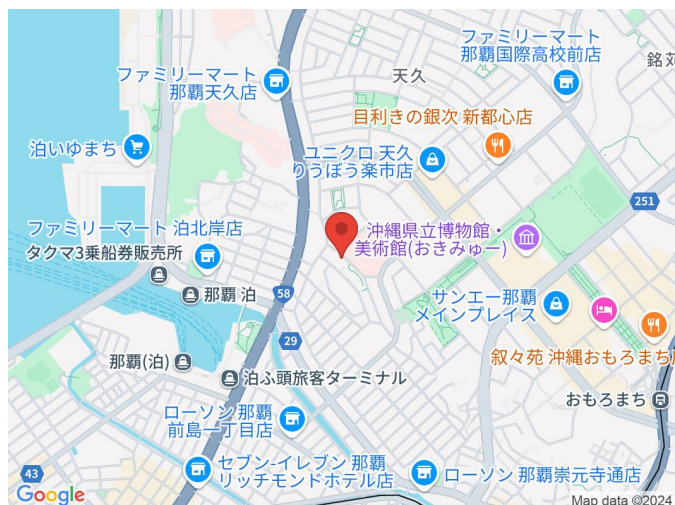 ファミリーマート
那覇国際高校前店
銘苅
ファミリーマート
那覇天久店
天久
目利きの銀次 新都心店
泊いゆまち
ユニクロ 天久
りうぼう楽市店
251
ファミリーマート 泊北岸店
沖縄県立博物館・
美術館(おきみゅー)
タクマ3乗船券販売所
那覇 泊
58
サンエー那覇
メインプレイス
29
叙々苑 沖縄おもろまち店
那覇(泊)
泊ふ頭旅客ターミナル
おもろまち
ローソン 那覇
前島一丁目店
43
セブン-イレブン 那覇
リッチモンドホテル店
ローソン 那覇崇元寺通店
Google
Map data ©2024